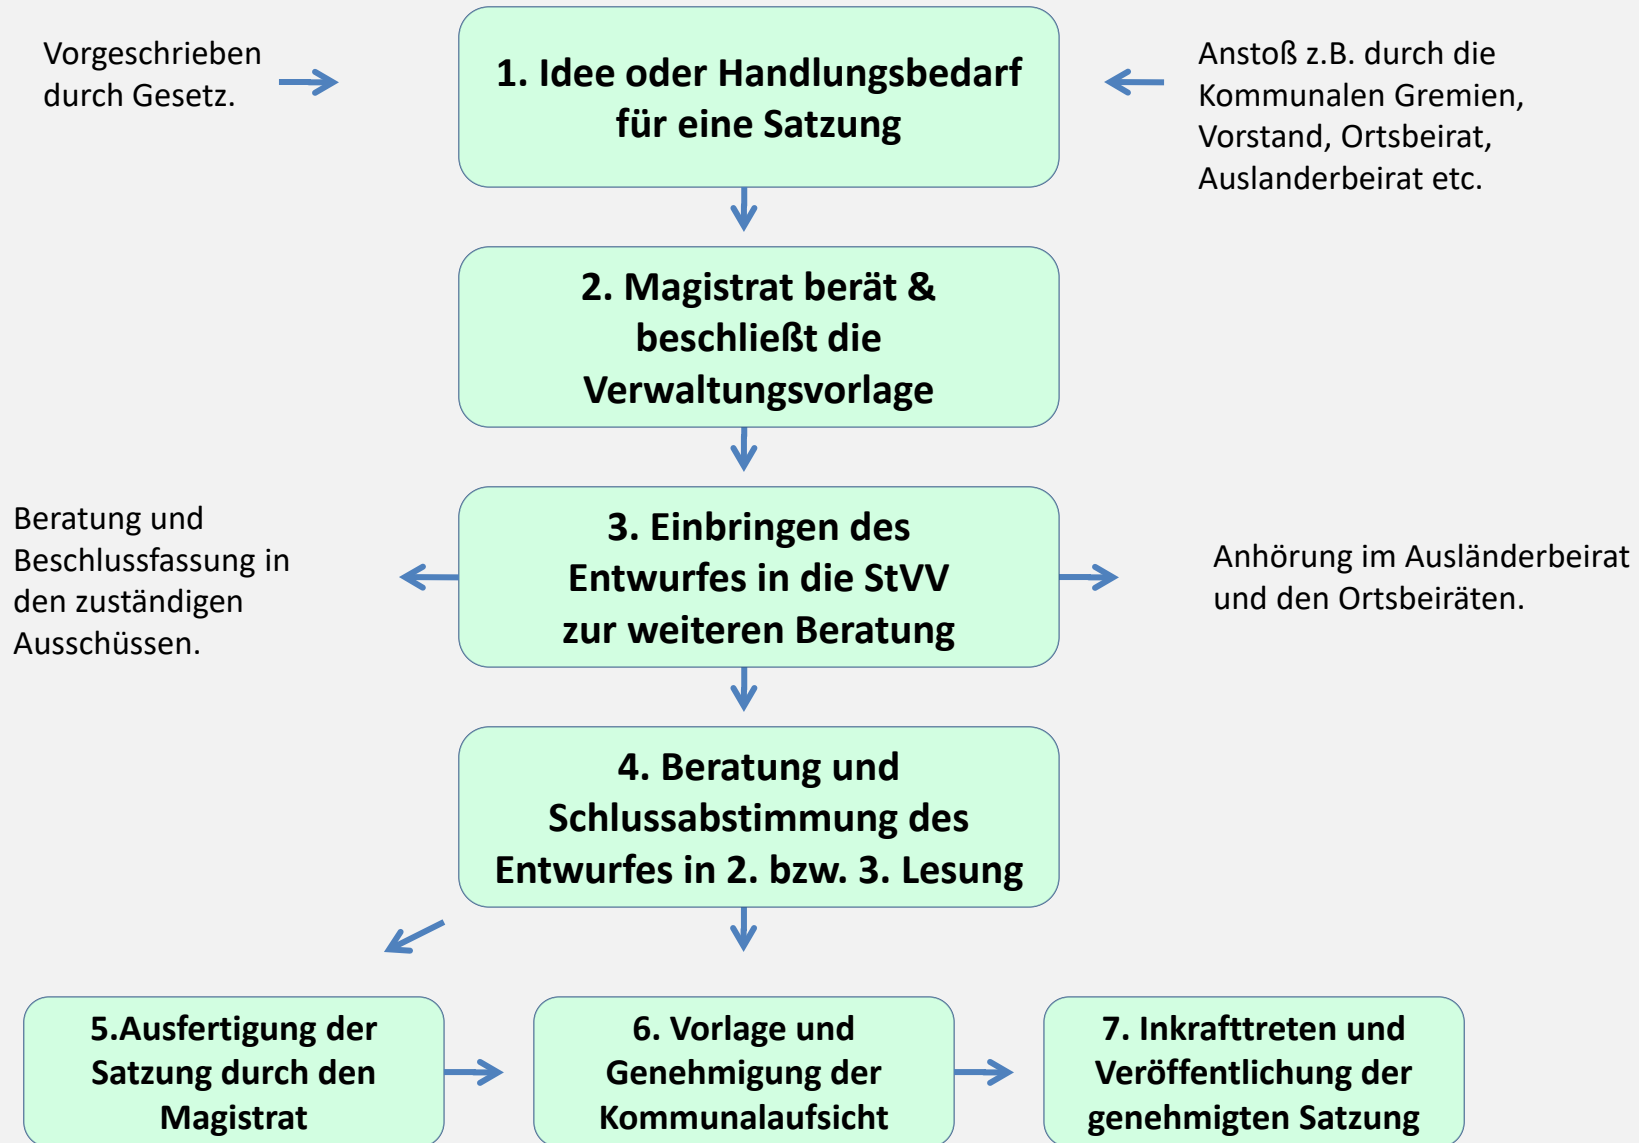 Vorgeschrieben
durch Gesetz.
1. Idee oder Handlungsbedarf
für eine Satzung
Anstoß z.B. durch die
Kommunalen Gremien,
Vorstand, Ortsbeirat,
Auslanderbeirat etc.
2. Magistrat berät &
beschließt die
Verwaltungsvorlage
Beratung und
Beschlussfassung in
den zuständigen
Ausschüssen.
3. Einbringen des
Entwurfes in die StVV
zur weiteren Beratung
Anhörung im Ausländerbeirat
und den Ortsbeiräten.
4. Beratung und
Schlussabstimmung des
Entwurfes in 2. bzw. 3. Lesung
5.Ausfertigung der
Satzung durch den
Magistrat
6. Vorlage und
Genehmigung der
Kommunalaufsicht
7. Inkrafttreten und
Veröffentlichung der
genehmigten Satzung